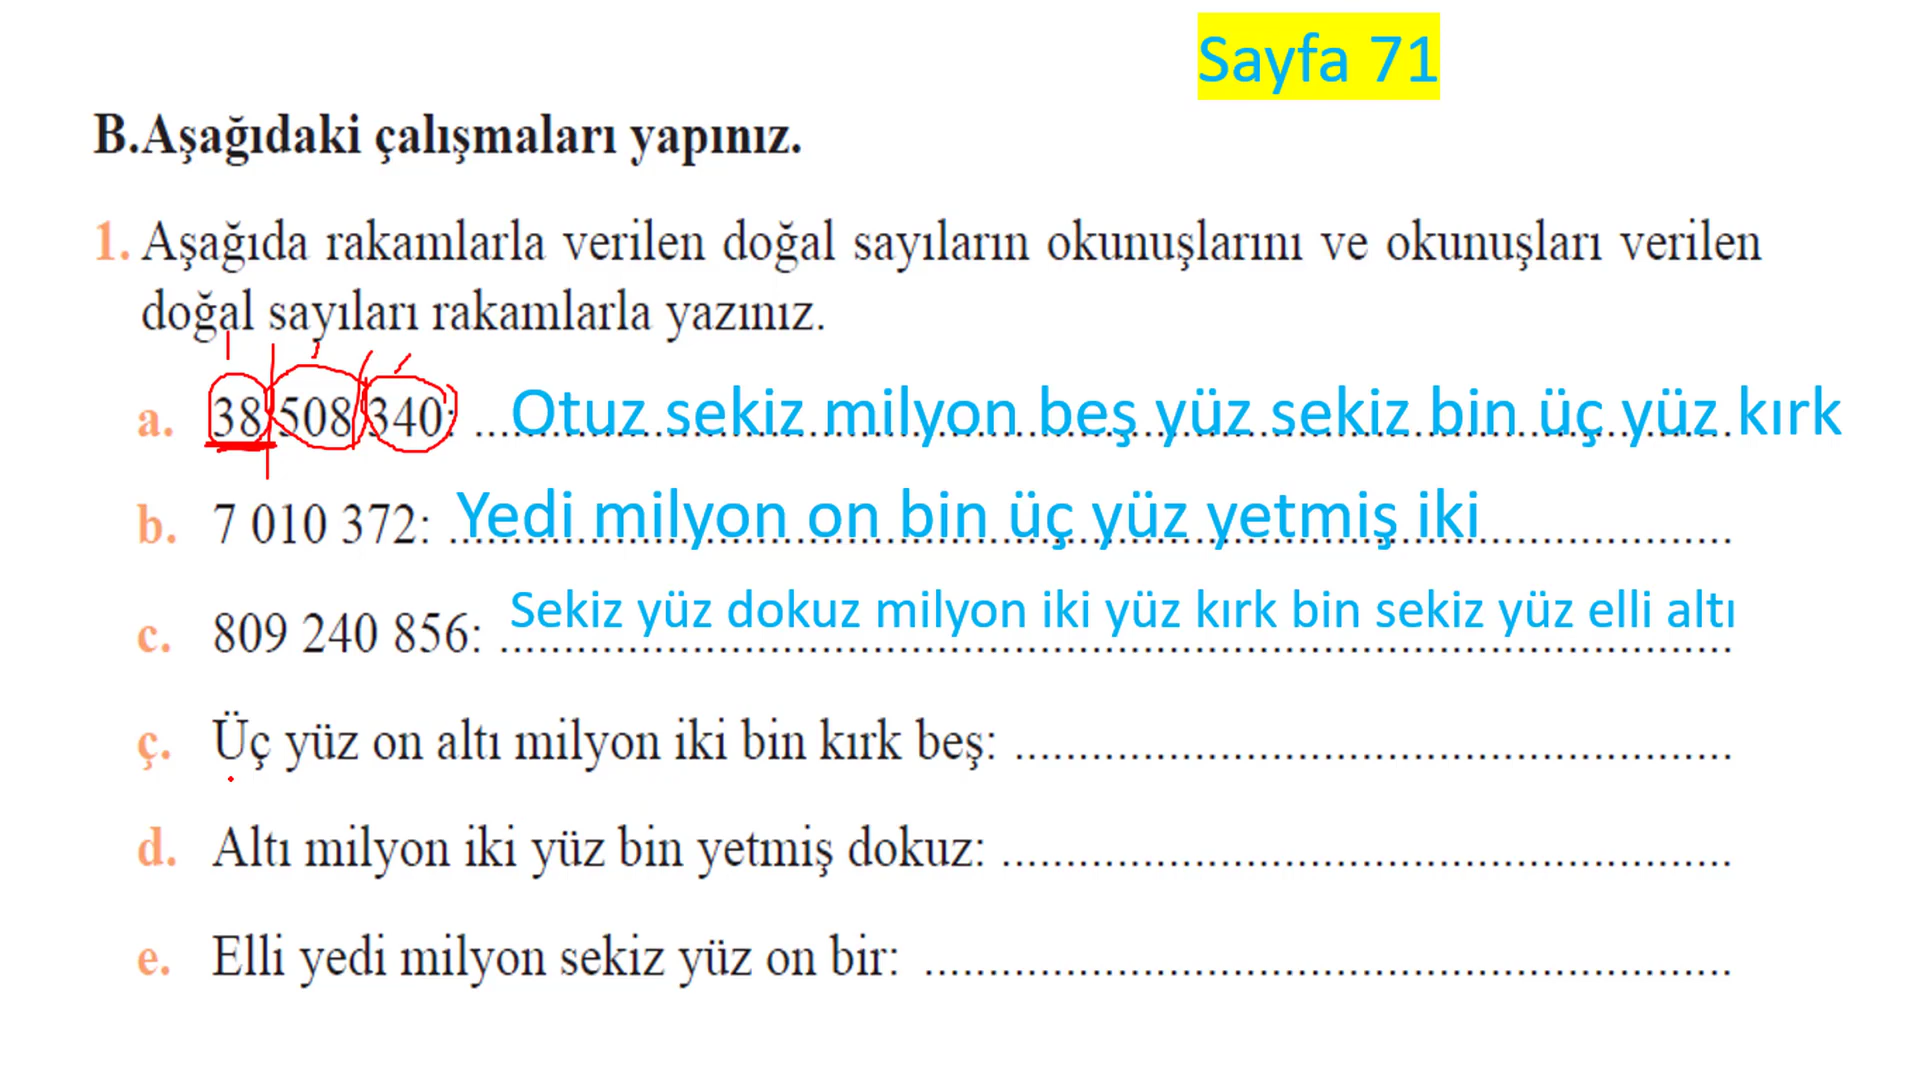 Sayfa 71
B.Aşağıdaki çalışmaları yapınız.
1. Aşağıda rakamlarla verilen doğal sayıların okunuşlarını ve okunuşları verilen
doğal sayıları rakamlarla yazınız.
a. 38 508 340: ... Otuz sekiz milyon beş yüz sekiz bin üç yüz kırk
b. 7 010 372: Yedi milyon on bin üç yüz yetmiş iki
c. 809 240 856: Sekiz yüz dokuz milyon iki yüz kırk bin sekiz yüz elli altı
ç. Üç yüz on altı milyon iki bin kırk beş: ........................................................
d. Altı milyon iki yüz bin yetmiş dokuz: .........................................................
e. Elli yedi milyon sekiz yüz on bir: ...............................................................